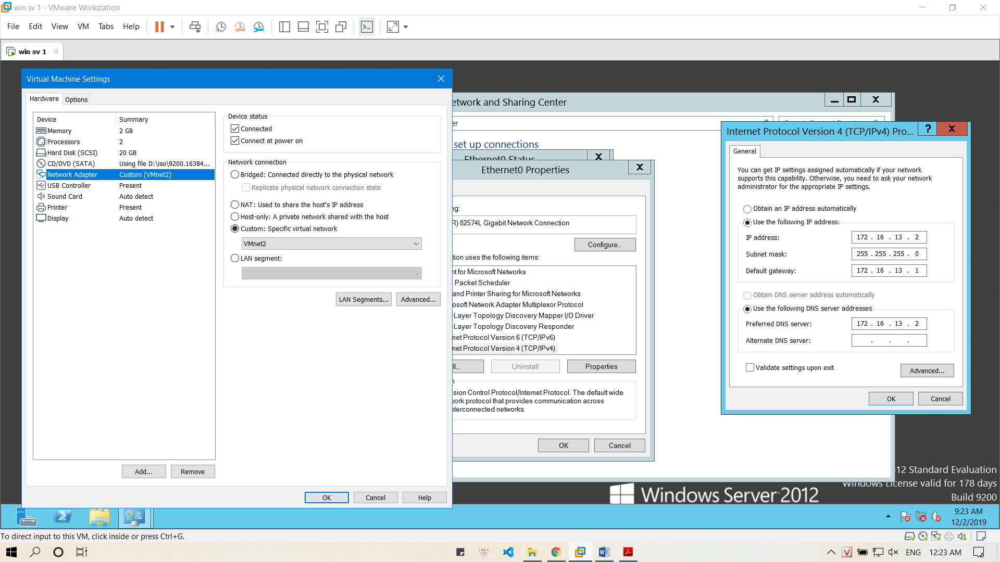 win sv 1 - VMware Workstation
File Edit View VM Tabs Help
win sv 1
Virtual Machine Settings
Hardware Options
Device Summary
Memory 2 GB
Processors 2
Hard Disk (SCSI) 20 GB
CD/DVD (SATA) Using file D:\iso\9200.16384...
Network Adapter Custom (VMnet2)
USB Controller Present
Sound Card Auto detect
Printer Present
Display Auto detect
Add... Remove
Device status
Connected
Connect at power on
Network connection
Bridged: Connected directly to the physical network
Replicate physical network connection state
NAT: Used to share the host's IP address
Host-only: A private network shared with the host
Custom: Specific virtual network
VMnet2
LAN segment:
LAN Segments... Advanced...
OK Cancel Help
etwork and Sharing Center
er
set up connections
Ethernet0 Status
Ethernet0 Properties
ng:
R) 82574L Gigabit Network Connection
Configure...
tion uses the following items:
nt for Microsoft Networks
Packet Scheduler
and Printer Sharing for Microsoft Networks
osoft Network Adapter Multiplexor Protocol
-Layer Topology Discovery Mapper I/O Driver
-Layer Topology Discovery Responder
net Protocol Version 6 (TCP/IPv6)
net Protocol Version 4 (TCP/IPv4)
ll... Uninstall Properties
n
sion Control Protocol/Internet Protocol. The default wide
work protocol that provides communication across
nterconnected networks.
OK Cancel
Internet Protocol Version 4 (TCP/IPv4) Pro... ?
General
You can get IP settings assigned automatically if your network
supports this capability. Otherwise, you need to ask your network
administrator for the appropriate IP settings.
Obtain an IP address automatically
Use the following IP address:
IP address: 172 . 16 . 13 . 2
Subnet mask: 255 . 255 . 255 . 0
Default gateway: 172 . 16 . 13 . 1
Obtain DNS server address automatically
Use the following DNS server addresses
Preferred DNS server: 172 . 16 . 13 . 2
Alternate DNS server: . . .
Validate settings upon exit
Advanced...
OK Cancel
12 Standard Evaluation
Windows License valid for 178 days
Build 9200
Windows Server 2012
9:23 AM
12/2/2019
To direct input to this VM, click inside or press Ctrl+G.
ENG 12:23 AM